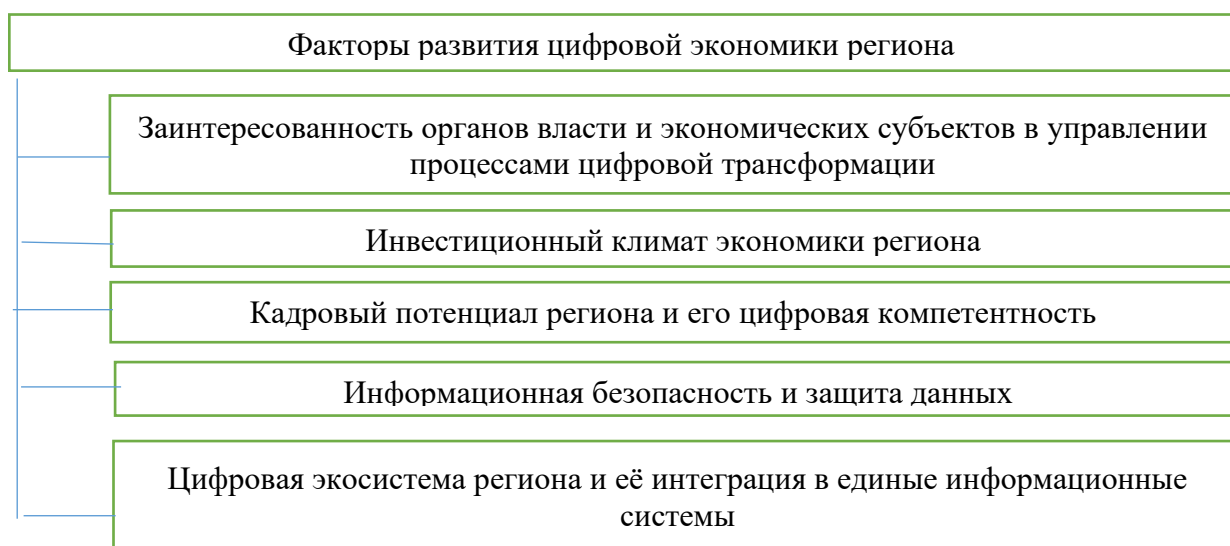 Факторы развития цифровой экономики региона
Заинтересованность органов власти и экономических субъектов в управлении
процессами цифровой трансформации
Инвестиционный климат экономики региона
Кадровый потенциал региона и его цифровая компетентность
Информационная безопасность и защита данных
Цифровая экосистема региона и её интеграция в единые информационные
системы